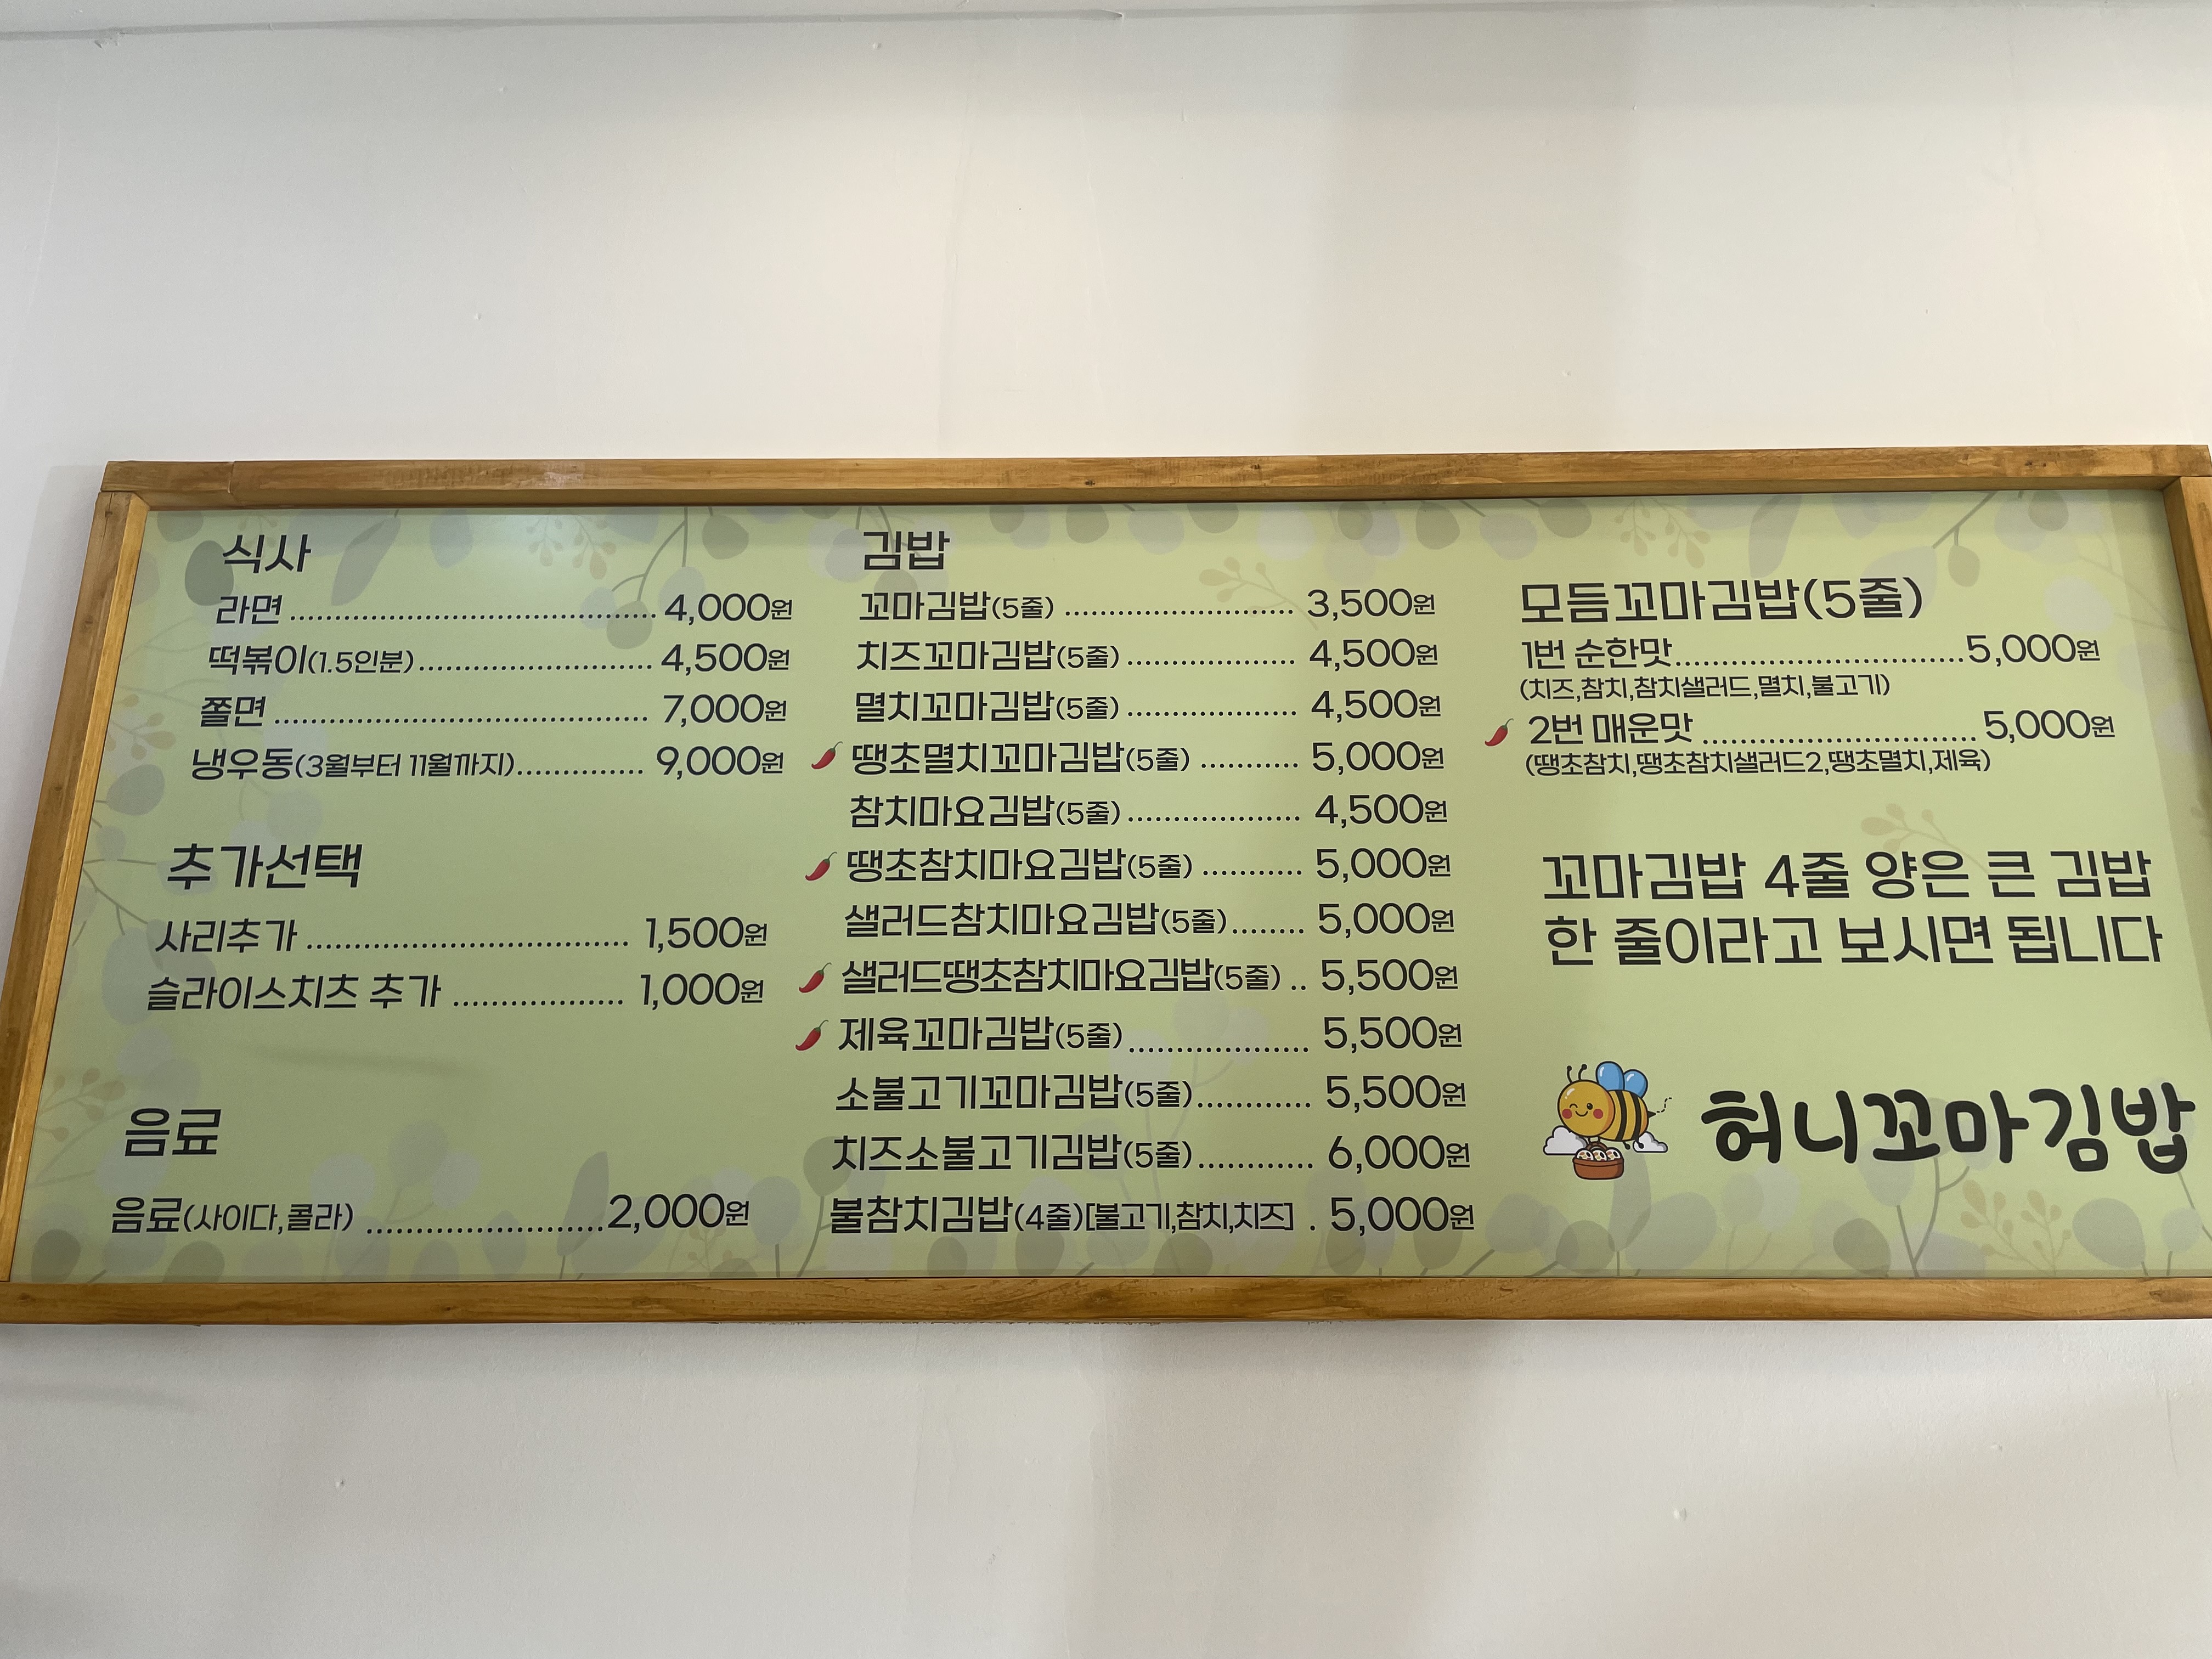 식사
라면 ........................................ 4,000원
떡볶이(1.5인분) .......................... 4,500원
쫄면 ......................................... 7,000원
냉우동(3월부터 11월까지) .............. 9,000원
추가선택
사리추가 .................................... 1,500원
슬라이스치즈 추가 ................... 1,000원
음료
음료(사이다,콜라) .......................... 2,000원
김밥
꼬마김밥(5줄) .......................... 3,500원
치즈꼬마김밥(5줄) ................... 4,500원
멸치꼬마김밥(5줄) ................... 4,500원
땡초멸치꼬마김밥(5줄) ........... 5,000원
참치마요김밥(5줄) ................... 4,500원
땡초참치마요김밥(5줄) ........... 5,000원
샐러드참치마요김밥(5줄) ........ 5,000원
샐러드땡초참치마요김밥(5줄) .. 5,500원
제육꼬마김밥(5줄) .................... 5,500원
소불고기꼬마김밥(5줄) ............. 5,500원
치즈소불고기김밥(5줄) ............. 6,000원
불참치김밥(4줄)[불고기,참치,치즈] . 5,000원
모듬꼬마김밥(5줄)
1번 순한맛 ................................ 5,000원
(치즈,참치,참치샐러드,멸치,불고기)
2번 매운맛 .............................. 5,000원
(땡초참치,땡초참치샐러드2,땡초멸치,제육)
꼬마김밥 4줄 양은 큰 김밥
한 줄이라고 보시면 됩니다
허니꼬마김밥